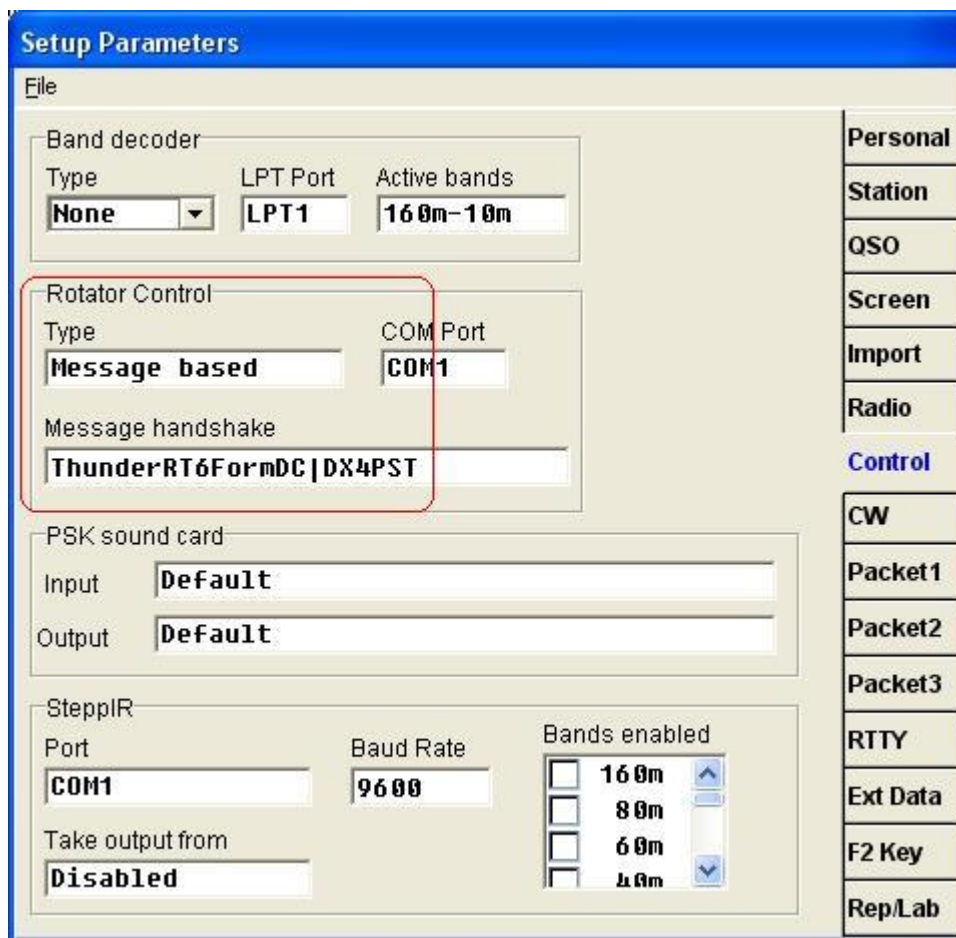 Setup Parameters
File
Band decoder
Type LPT Port Active bands
None LPT1 160m-10m
Rotator Control
Type COM Port
Message based COM1
Message handshake
ThunderRT6FormDC|DX4PST
PSK sound card
Input Default
Output Default
SteppIR
Port Baud Rate Bands enabled
COM1 9600
160m
80m
60m
40m
Take output from
Disabled
Personal
Station
QSO
Screen
Import
Radio
Control
CW
Packet1
Packet2
Packet3
RTTY
Ext Data
F2 Key
Rep/Lab